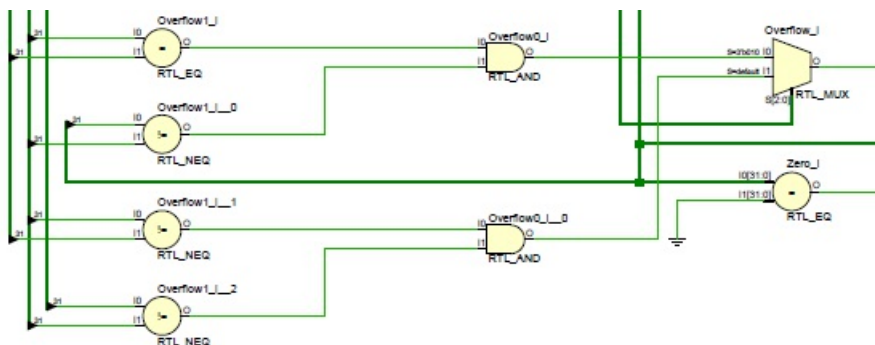 Overflow1_i
31
I0
31
I1
=
O
RTL_EQ
Overflow0_i
I0
I1
O
RTL_AND
Overflow_i
S=3'b010
I0
S=default
I1
O
S[2:0]
RTL_MUX
Overflow1_i__0
31
I0
31
I1
!=
O
RTL_NEQ
Zero_i
I0[31:0]
I1[31:0]
=
O
RTL_EQ
Overflow1_i__1
31
I0
31
I1
!=
O
RTL_NEQ
Overflow0_i__0
I0
I1
O
RTL_AND
Overflow1_i__2
31
I0
31
I1
!=
O
RTL_NEQ